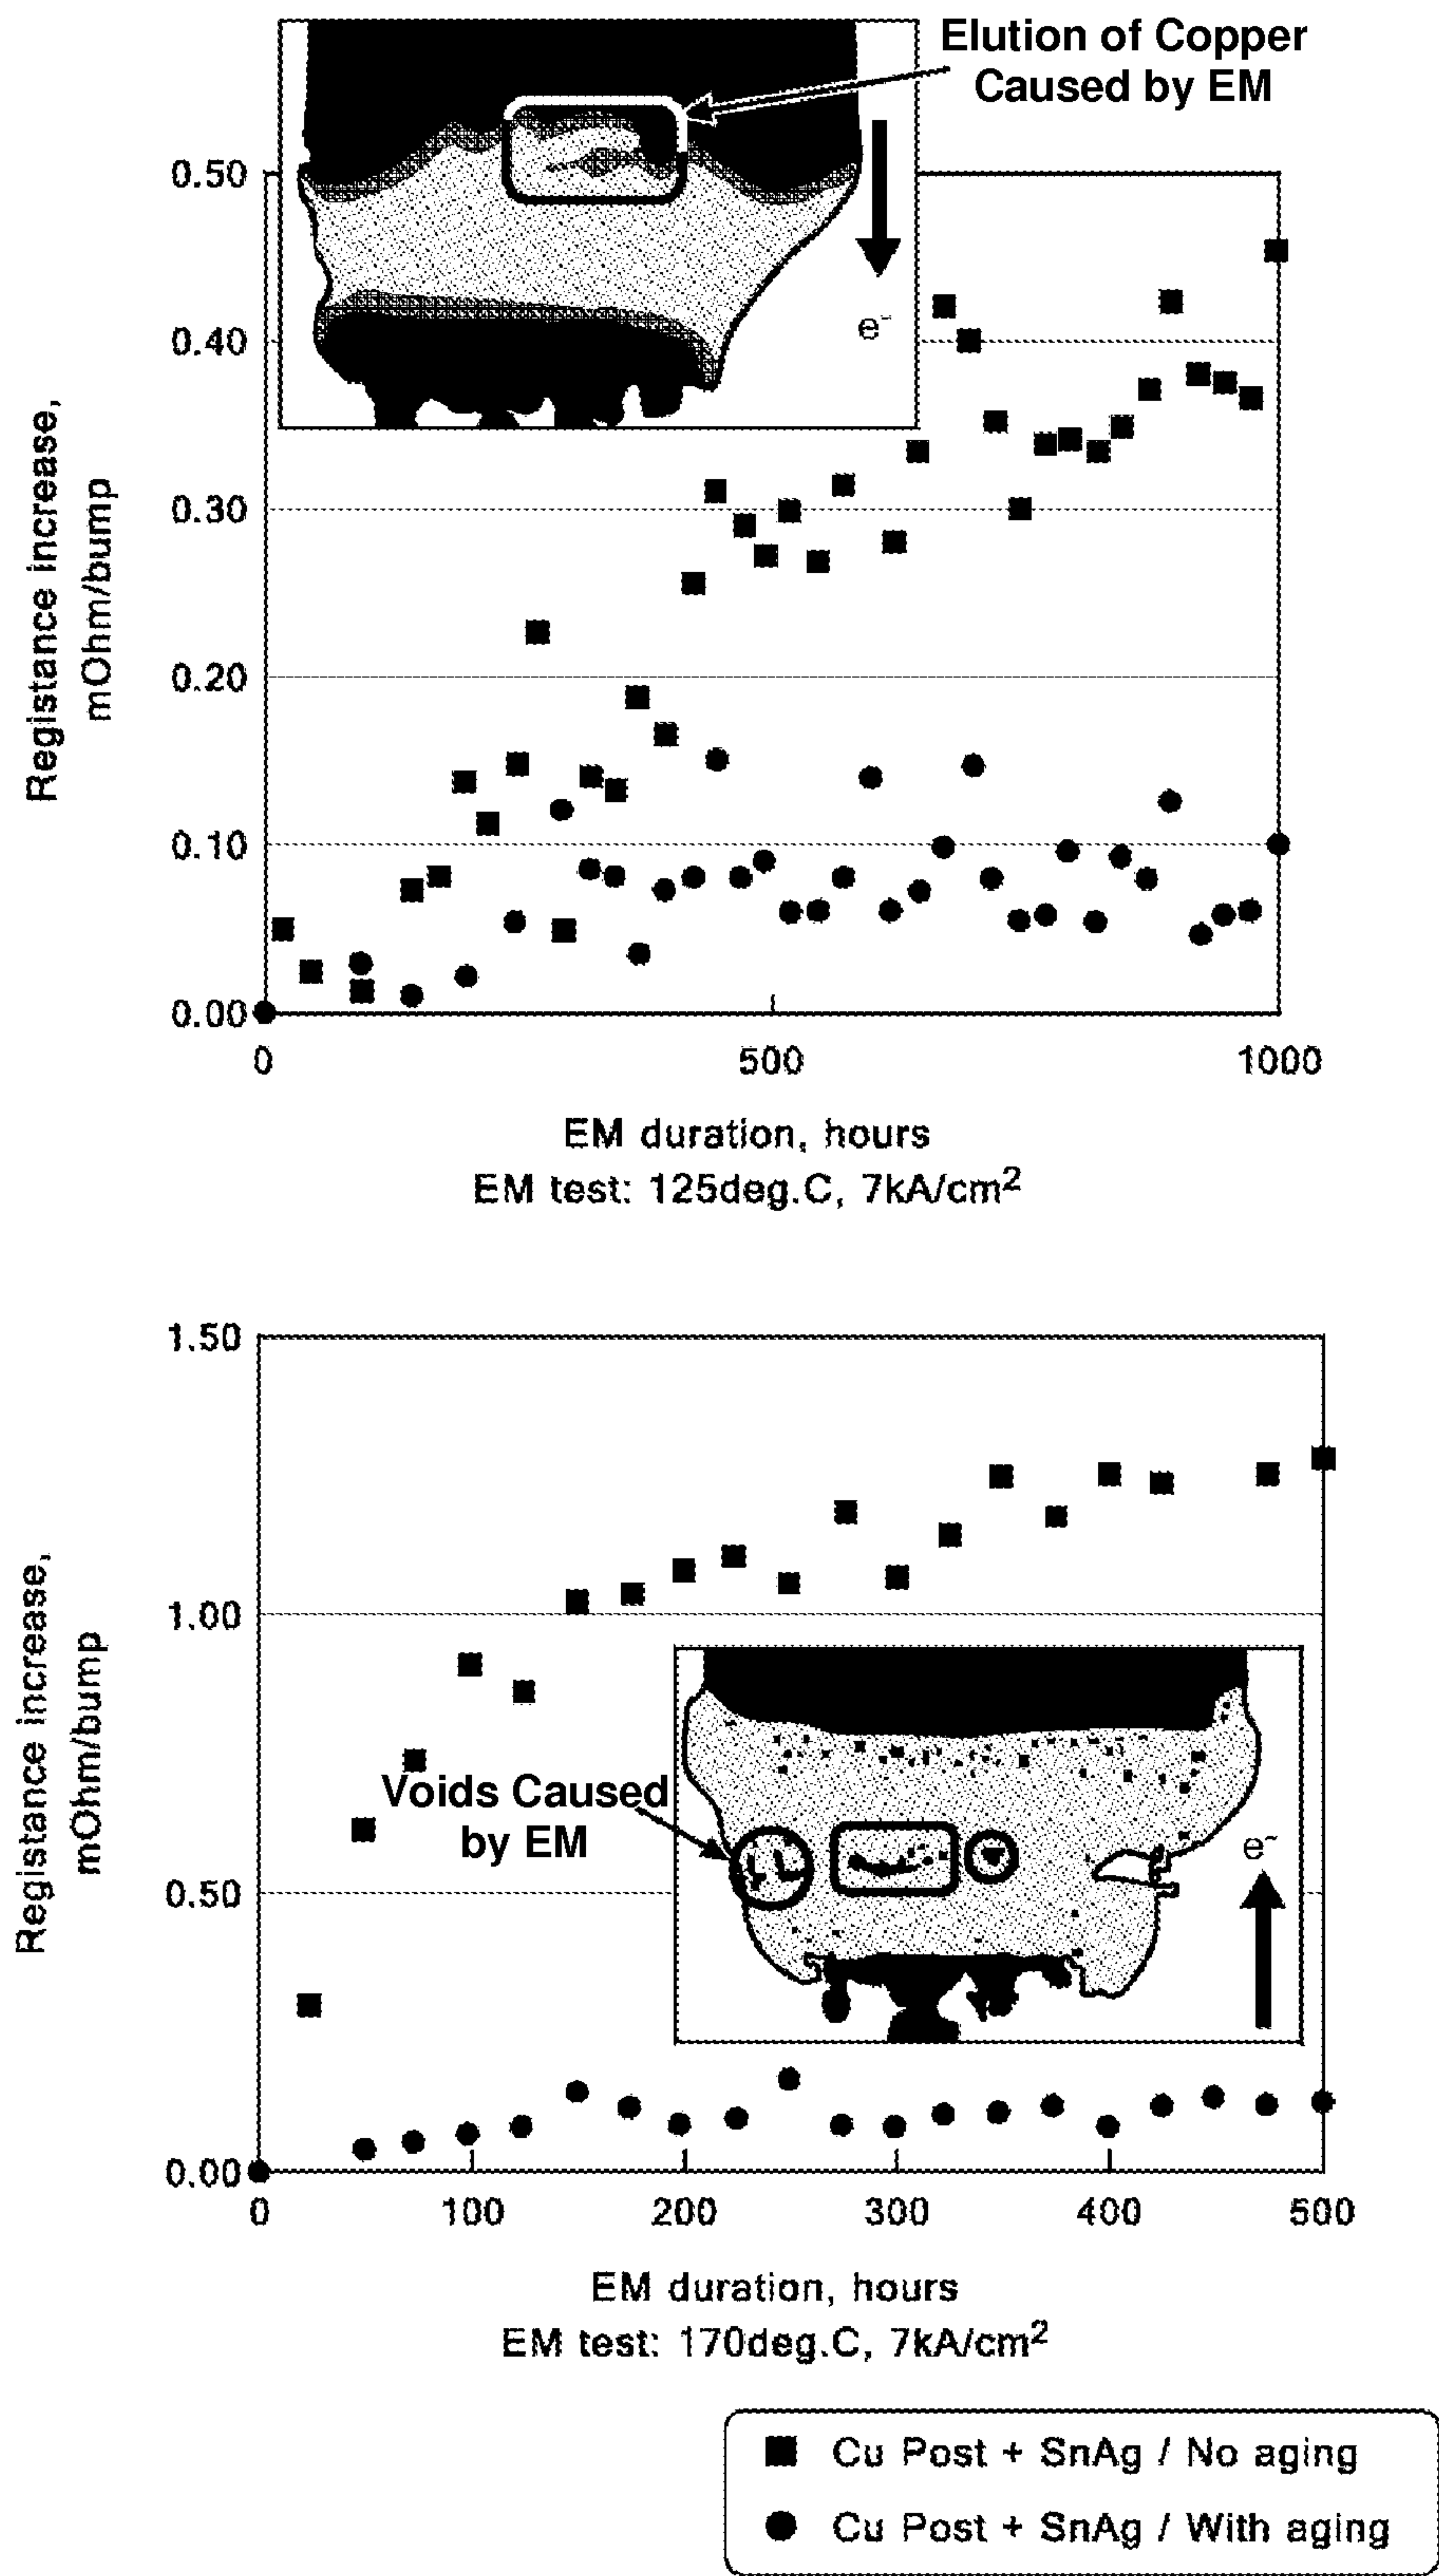 Elution of Copper
Caused by EM
0.50
0.40
0.30
0.20
0.10
0.00
e⁻
Registance increase,
mOhm/bump
0 500 1000
EM duration, hours
EM test: 125deg.C, 7kA/cm²
1.50
1.00
0.50
0.00
Registance increase,
mOhm/bump
Voids Caused
by EM
e⁻
0 100 200 300 400 500
EM duration, hours
EM test: 170deg.C, 7kA/cm²
Cu Post + SnAg / No aging
Cu Post + SnAg / With aging